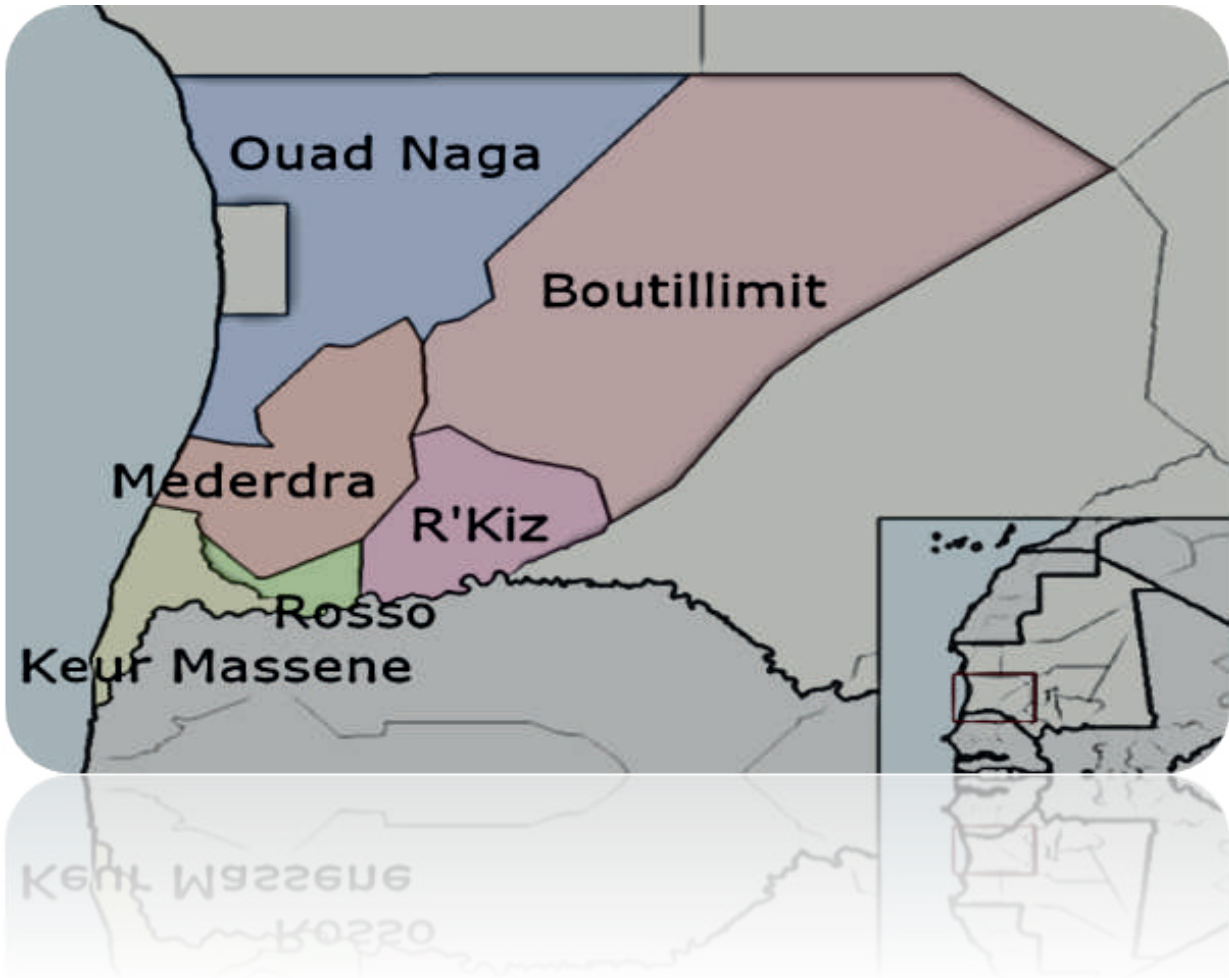 Ouad Naga
Boutillimit
Mederdra
R'Kiz
Rosso
Keur Massene